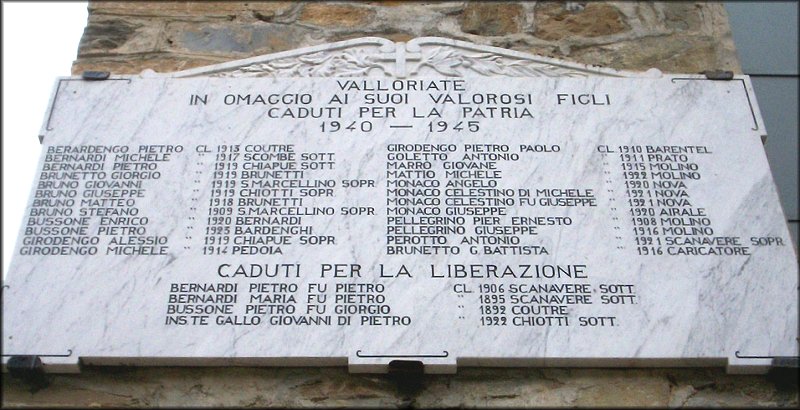 VALLORIATE
IN OMAGGIO AI SUOI VALOROSI FIGLI
CADUTI PER LA PATRIA
1940 — 1945
BERARDENGO PIETRO CL. 1913 COUTRE
BERNARDI MICHELE " 1917 SCOMBE SOTT.
BERNARDI PIETRO " 1919 CHIAPUE SOTT.
BRUNETTO GIORGIO " 1919 BRUNETTI
BRUNO GIOVANNI " 1919 S.MARCELLINO SOPR.
BRUNO GIUSEPPE " 1919 CHIOTTI SOPR.
BRUNO MATTEO " 1918 BRUNETTI
BRUNO STEFANO " 1909 S.MARCELLINO SOPR.
BUSSONE ENRICO " 1920 BERNARDI
BUSSONE PIETRO " 1923 BARDENGHI
GIRODENGO ALESSIO " 1919 CHIAPUE SOPR.
GIRODENGO MICHELE " 1914 PEDOIA
GIRODENGO PIETRO PAOLO CL. 1910 BARENTEL
GOLETTO ANTONIO " 1911 PRATO
MARRO GIOVANE " 1915 MOLINO
MATTIO MICHELE " 1922 MOLINO
MONACO ANGELO " 1920 NOVA
MONACO CELESTINO DI MICHELE " 1921 NOVA
MONACO CELESTINO FU GIUSEPPE " 1921 NOVA
MONACO GIUSEPPE " 1920 AIRALE
PELLEGRINO PIER ERNESTO " 1908 MOLINO
PELLEGRINO GIUSEPPE " 1916 MOLINO
PEROTTO ANTONIO " 1921 SCANAVERE SOPR.
BRUNETTO G. BATTISTA " 1916 CARICATORE
CADUTI PER LA LIBERAZIONE
BERNARDI PIETRO FU PIETRO CL. 1906 SCANAVERE SOTT.
BERNARDI MARIA FU PIETRO " 1895 SCANAVERE SOTT.
BUSSONE PIETRO FU GIORGIO " 1892 COUTRE
INS.TE GALLO GIOVANNI DI PIETRO " 1922 CHIOTTI SOTT.